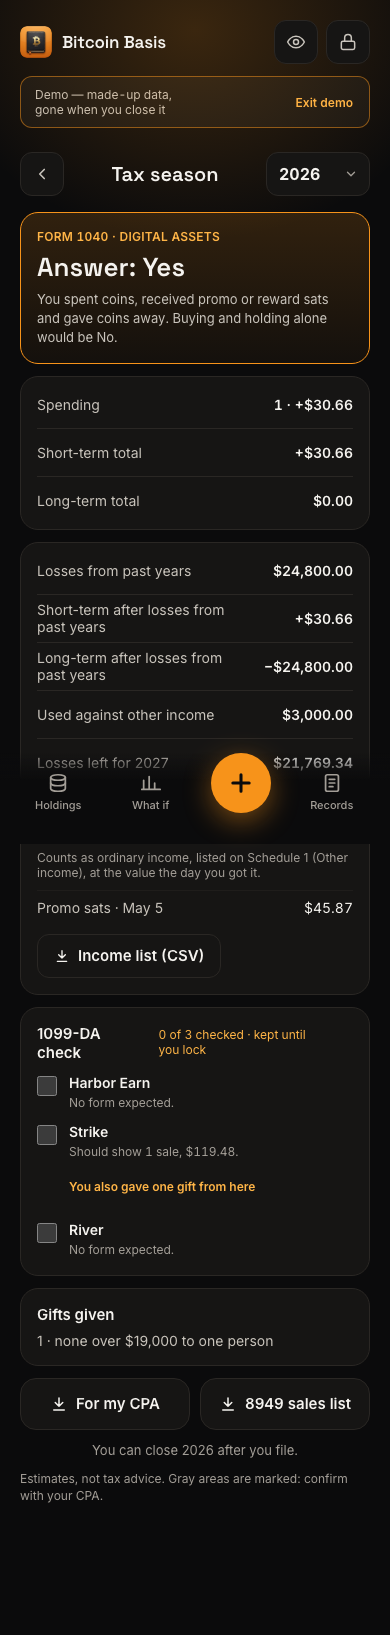 Bitcoin Basis
Demo — made-up data,
gone when you close it
Exit demo
Tax season
2026
FORM 1040 · DIGITAL ASSETS
Answer: Yes
You spent coins, received promo or reward sats
and gave coins away. Buying and holding alone
would be No.
Spending 1 · +$30.66
Short-term total +$30.66
Long-term total $0.00
Losses from past years $24,800.00
Short-term after losses from
past years
+$30.66
Long-term after losses from
past years
−$24,800.00
Used against other income $3,000.00
Losses left for 2027 $21,769.34
Holdings
What if
Records
Counts as ordinary income, listed on Schedule 1 (Other
income), at the value the day you got it.
Promo sats · May 5 $45.87
Income list (CSV)
1099-DA
check
0 of 3 checked · kept until
you lock
Harbor Earn
No form expected.
Strike
Should show 1 sale, $119.48.
You also gave one gift from here
River
No form expected.
Gifts given
1 · none over $19,000 to one person
For my CPA
8949 sales list
You can close 2026 after you file.
Estimates, not tax advice. Gray areas are marked: confirm
with your CPA.